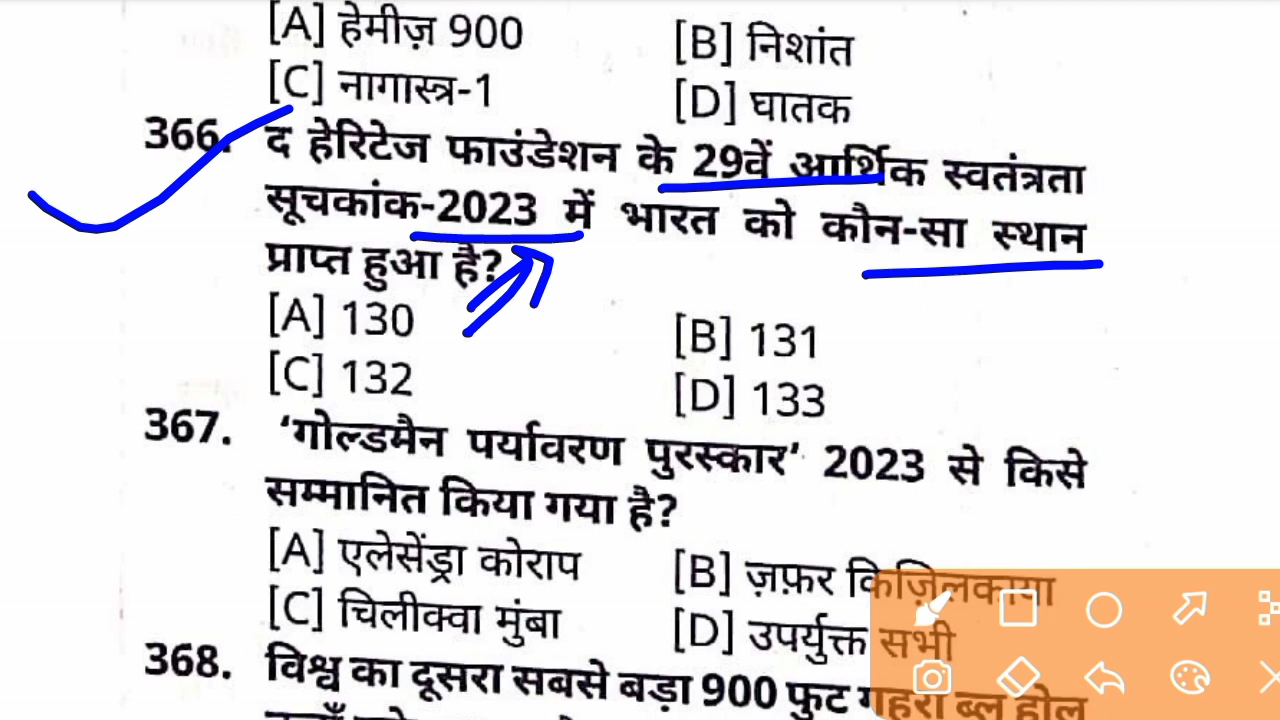 [A] हेमीज़ 900 [B] निशांत
[C] नागास्त्र-1 [D] घातक
366. द हेरिटेज फाउंडेशन के 29वें आर्थिक स्वतंत्रता
सूचकांक-2023 में भारत को कौन-सा स्थान
प्राप्त हुआ है?
[A] 130 [B] 131
[C] 132 [D] 133
367. ‘गोल्डमैन पर्यावरण पुरस्कार’ 2023 से किसे
सम्मानित किया गया है?
[A] एलेसेंड्रा कोराप [B] ज़फ़र किज़िलकाया
[C] चिलीक्वा मुंबा [D] उपर्युक्त सभी
368. विश्व का दूसरा सबसे बड़ा 900 फुट गहरा ब्लू होल